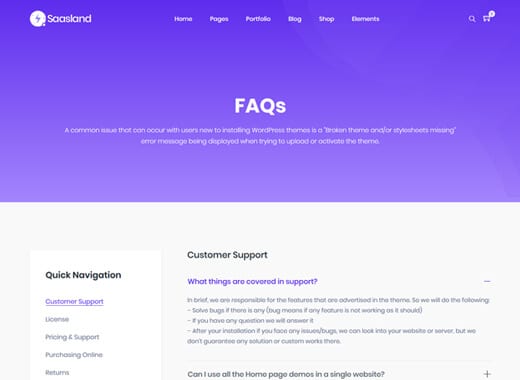 Saasland
Home Pages Portfolio Blog Shop Elements
0
FAQs
A common issue that can occor with users new to installing WordPress themes is a "Broken theme and/or stylesheets missing"
error message being displayed when trying to upload or activate the theme.
Quick Navigation
Customer Support
License
Pricing & Support
Purchasing Online
Returns
Customer Support
What things are covered in support?
In brief, we are responsible for the features that are advertised in the theme. So we will do the following:
- Solve bugs if there is any (bug means if any feature is not working as it should)
- If you have any question we will answer it
- After your installation if you face any issues/bugs, we can look into your website or server, but we
don't guarantee any solution or custom works there.
Can I use all the Home page demos in a single website?